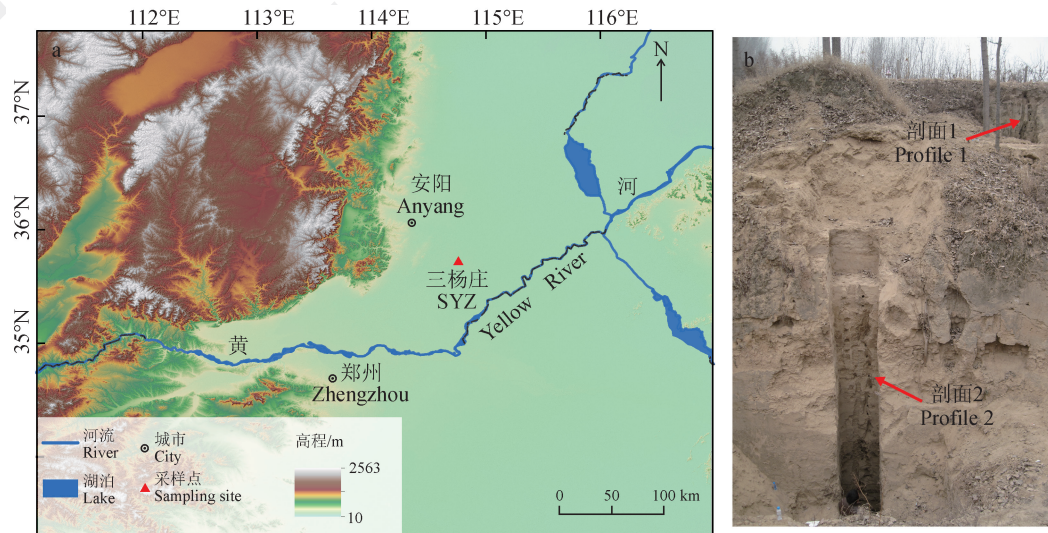 112°E
113°E
114°E
115°E
116°E
a
N
37°N
36°N
35°N
安阳
Anyang
河
三杨庄
SYZ
Yellow River
黄
郑州
Zhengzhou
河流
River
城市
City
湖泊
Lake
采样点
Sampling site
高程/m
2563
10
0 50 100 km
b
剖面1
Profile 1
剖面2
Profile 2